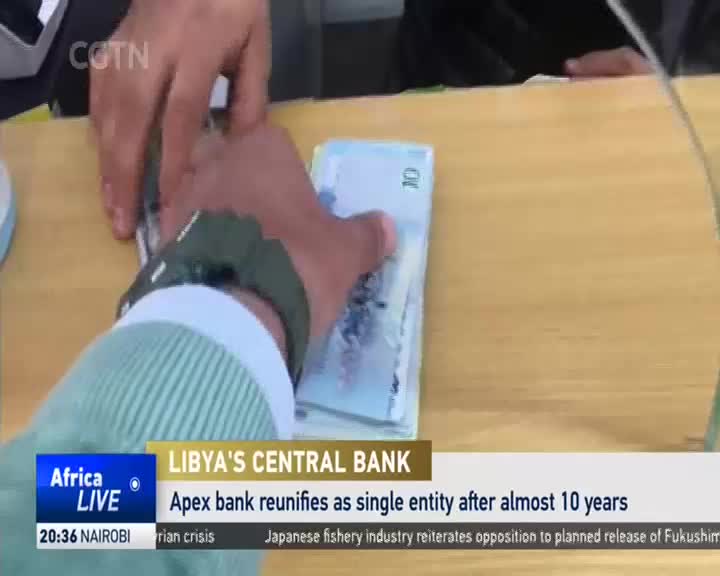 CGTN
10
LIBYA'S CENTRAL BANK
Africa
LIVE
Apex bank reunifies as single entity after almost 10 years
20:36 NAIROBI
rian crisis Japanese fishery industry reiterates opposition to planned release of Fukushim